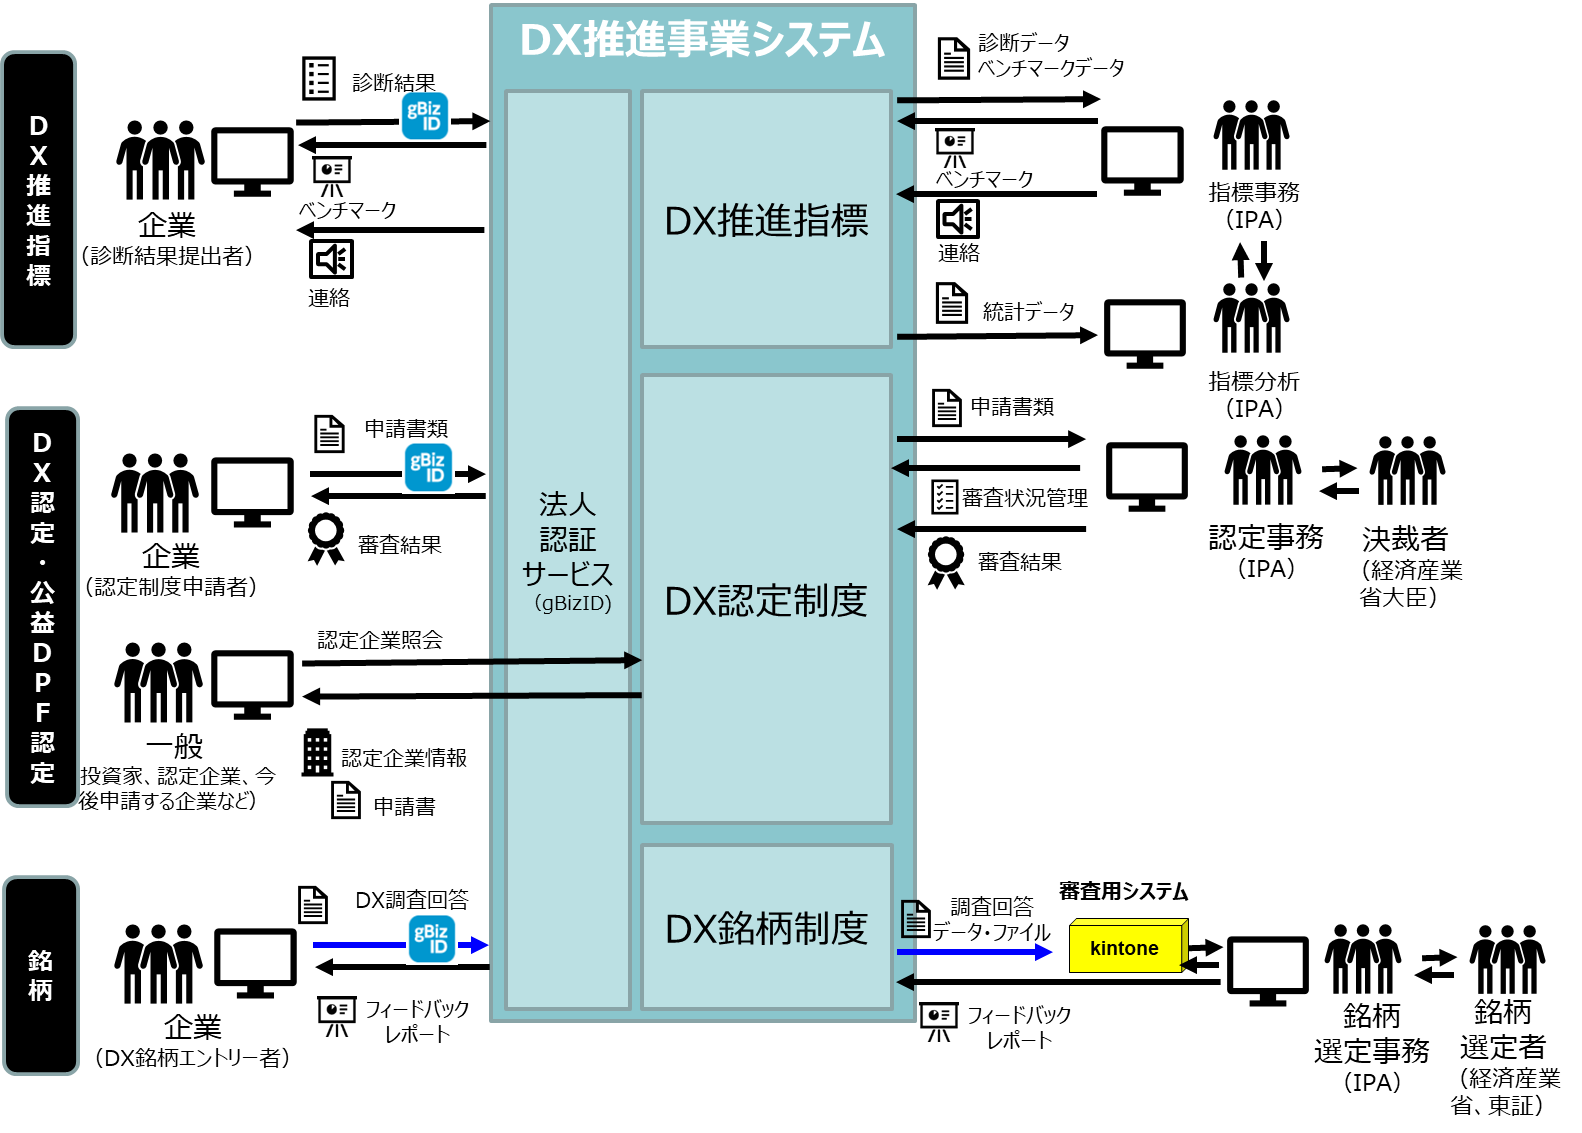 DX推進事業システム
DX推進指標
診断結果
gBiz
ID
企業
（診断結果提出者）
ベンチマーク
連絡
法人
認証
サービス
（gBizID)
DX推進指標
診断データ
ベンチマークデータ
ベンチマーク
連絡
指標事務
（IPA）
統計データ
指標分析
（IPA）
DX認定・公益DPF認定
申請書類
gBiz
ID
企業
（認定制度申請者）
審査結果
認定企業照会
一般
投資家、認定企業、今
後申請する企業など）
認定企業情報
申請書
DX認定制度
申請書類
審査状況管理
審査結果
認定事務
（IPA）
決裁者
（経済産業
省大臣）
銘柄
DX調査回答
gBiz
ID
企業
（DX銘柄エントリー者）
フィードバック
レポート
DX銘柄制度
調査回答
データ・ファイル
審査用システム
kintone
フィードバック
レポート
銘柄
選定事務
（IPA）
銘柄
選定者
（経済産業
省、東証）